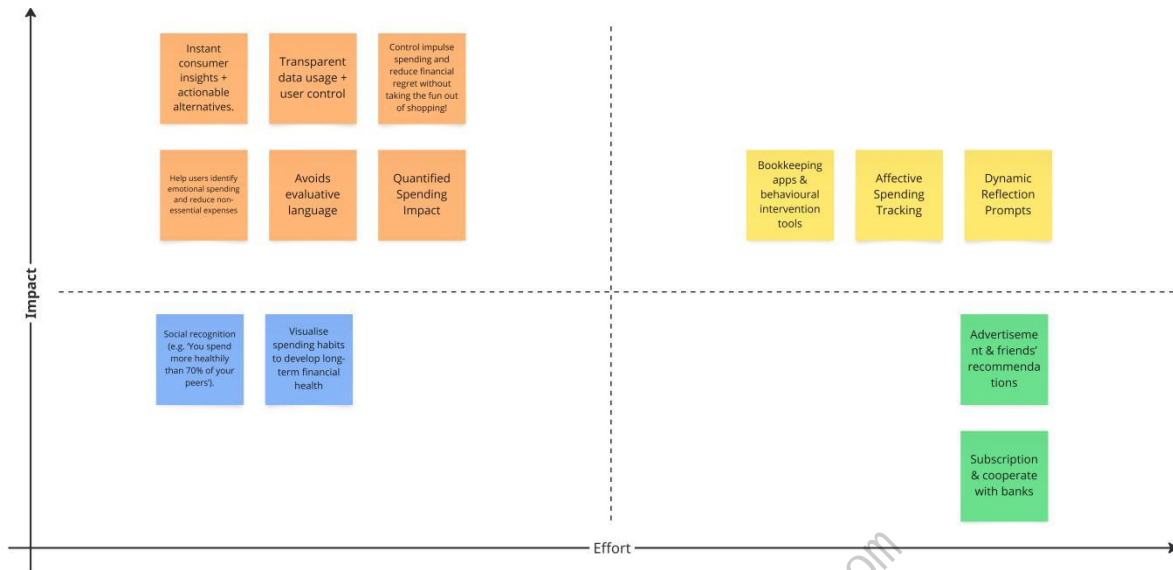 Instant
consumer
insights +
actionable
alternatives.
Transparent
data usage +
user control
Control impulse
spending and
reduce financial
regret without
taking the fun out
of shopping!
Help users identify
emotional spending
and reduce non-
essential expenses
Avoids
evaluative
language
Quantified
Spending
Impact
Bookkeeping
apps &
behavioural
intervention
tools
Affective
Spending
Tracking
Dynamic
Reflection
Prompts
Impact
Social recognition
(e.g. 'You spend
more healthily
than 70% of your
peers').
Visualise
spending habits
to develop long-
term financial
health
Advertiseme
nt & friends'
recommenda
tions
Subscription
& cooperate
with banks
Effort